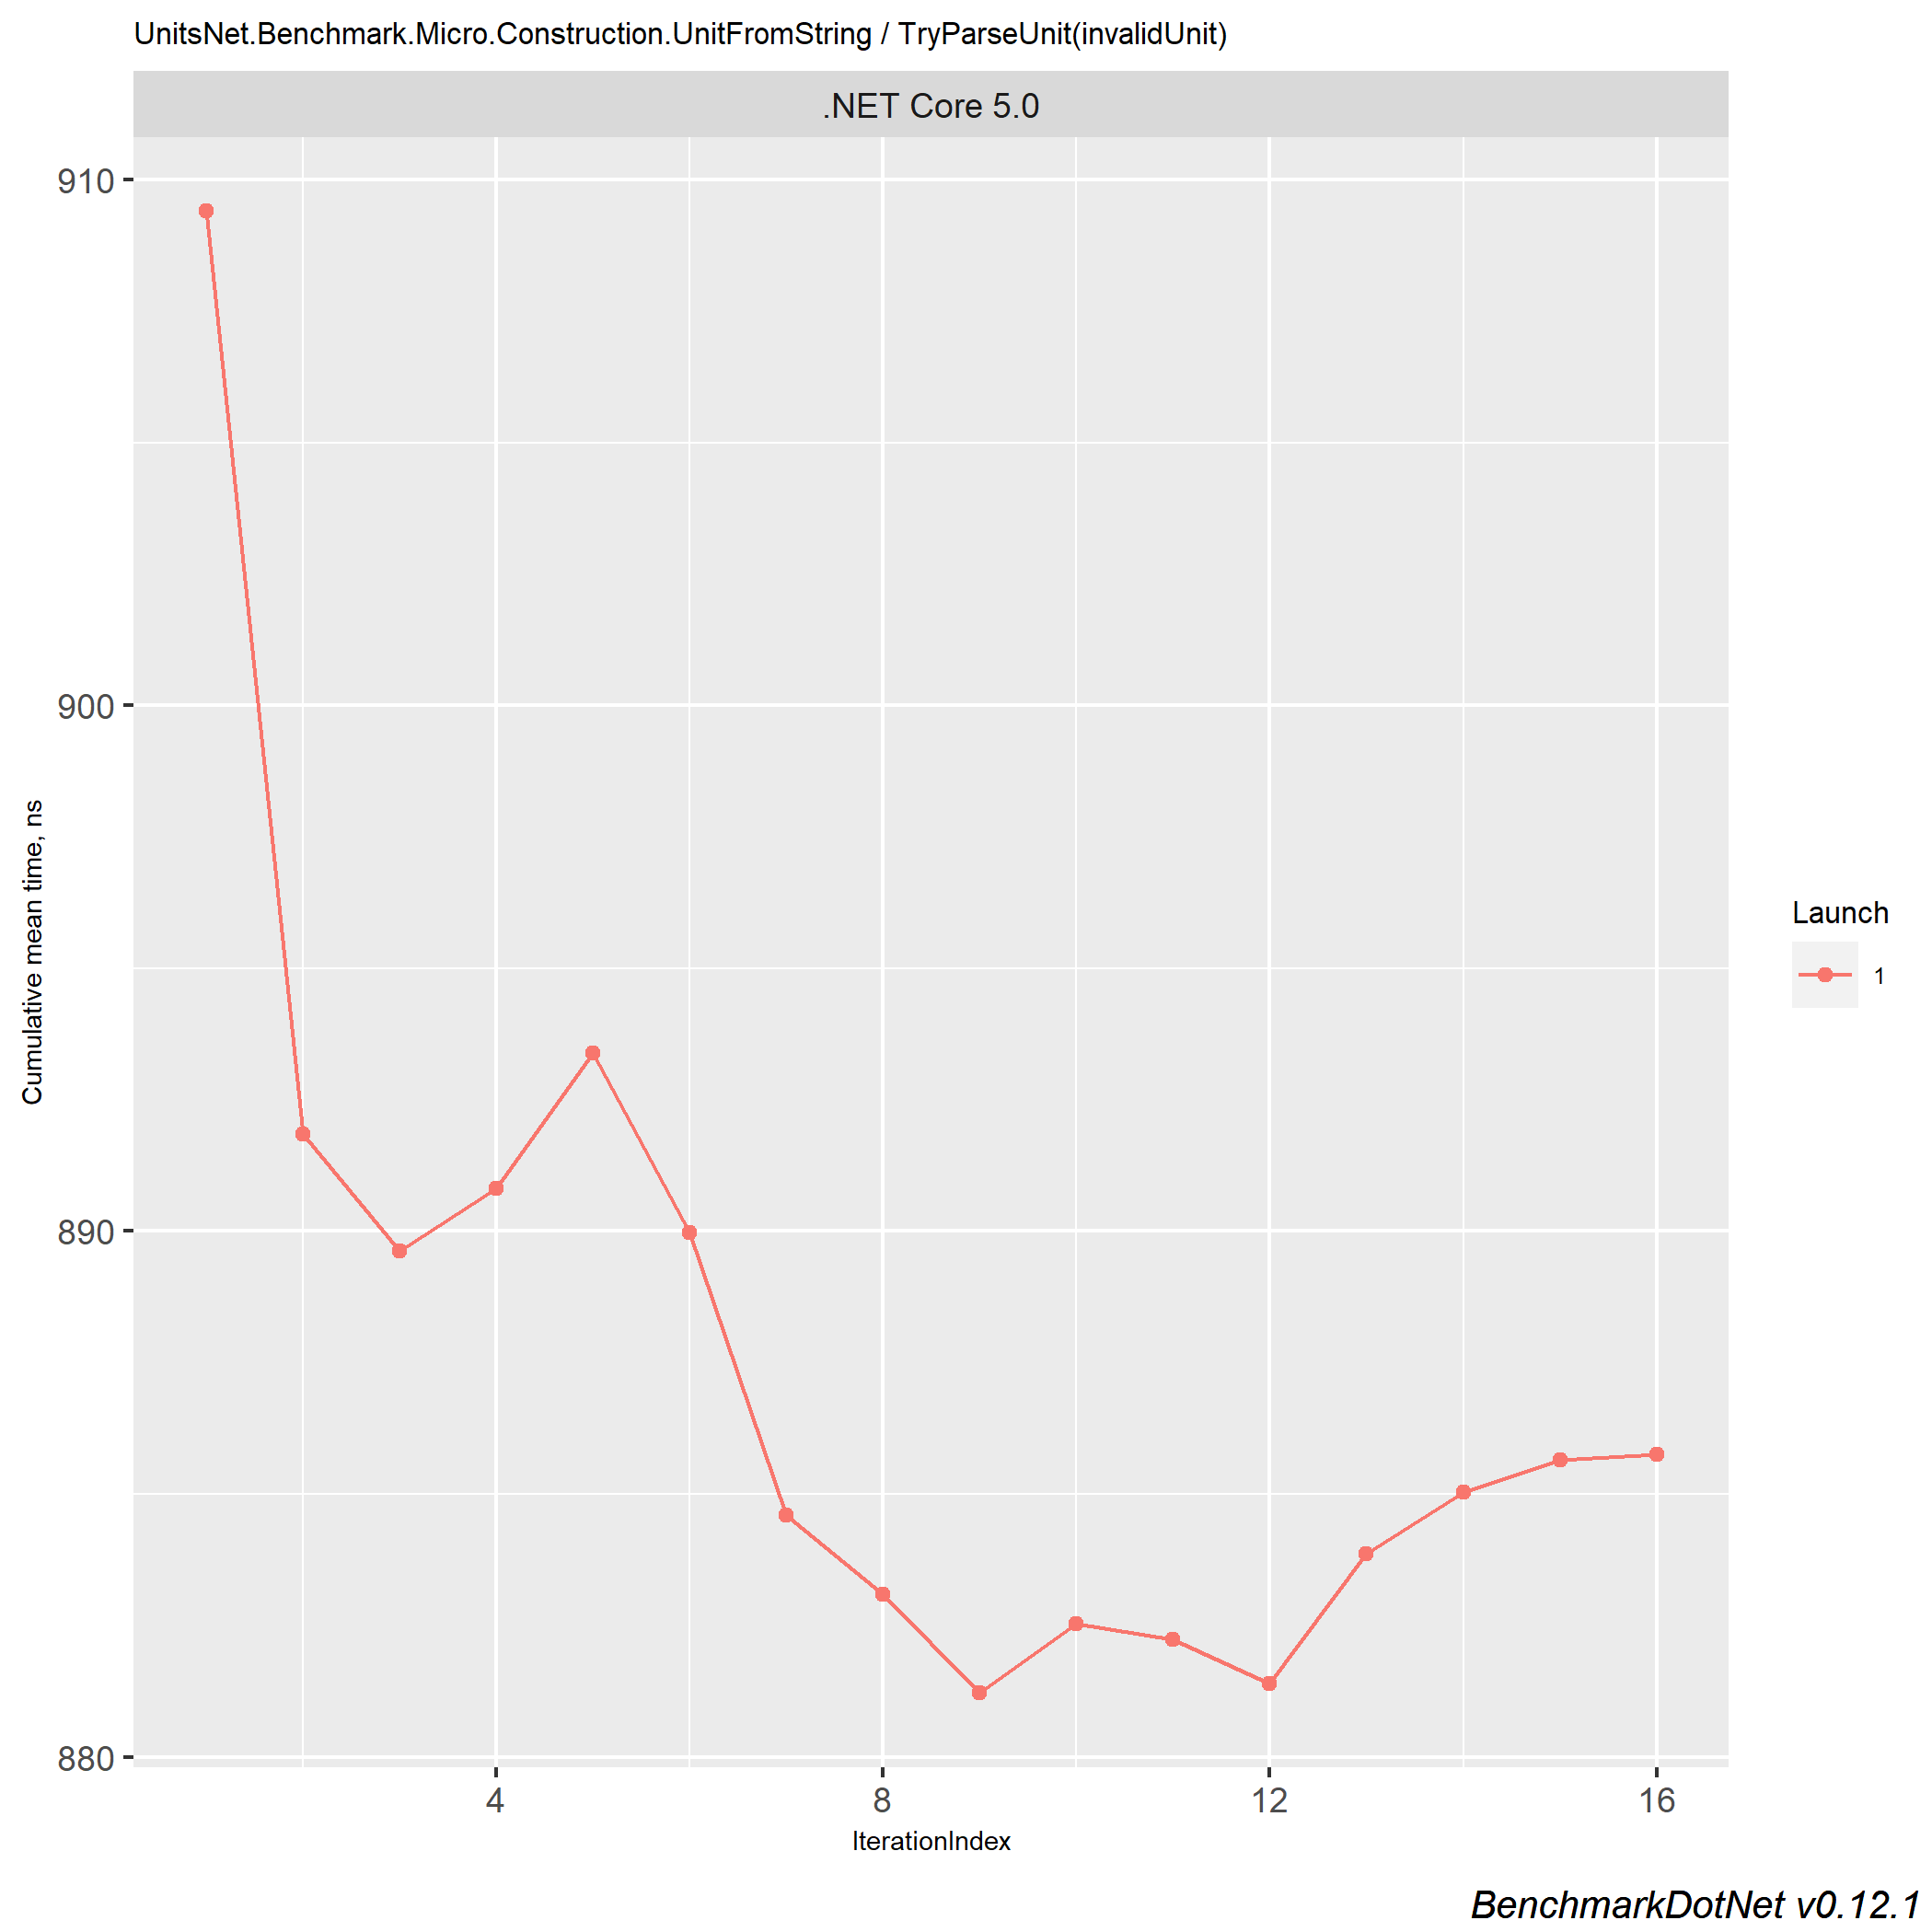 UnitsNet.Benchmark.Micro.Construction.UnitFromString / TryParseUnit(invalidUnit)
.NET Core 5.0
910
900
890
880
Cumulative mean time, ns
4 8 12 16
IterationIndex
Launch
1
BenchmarkDotNet v0.12.1